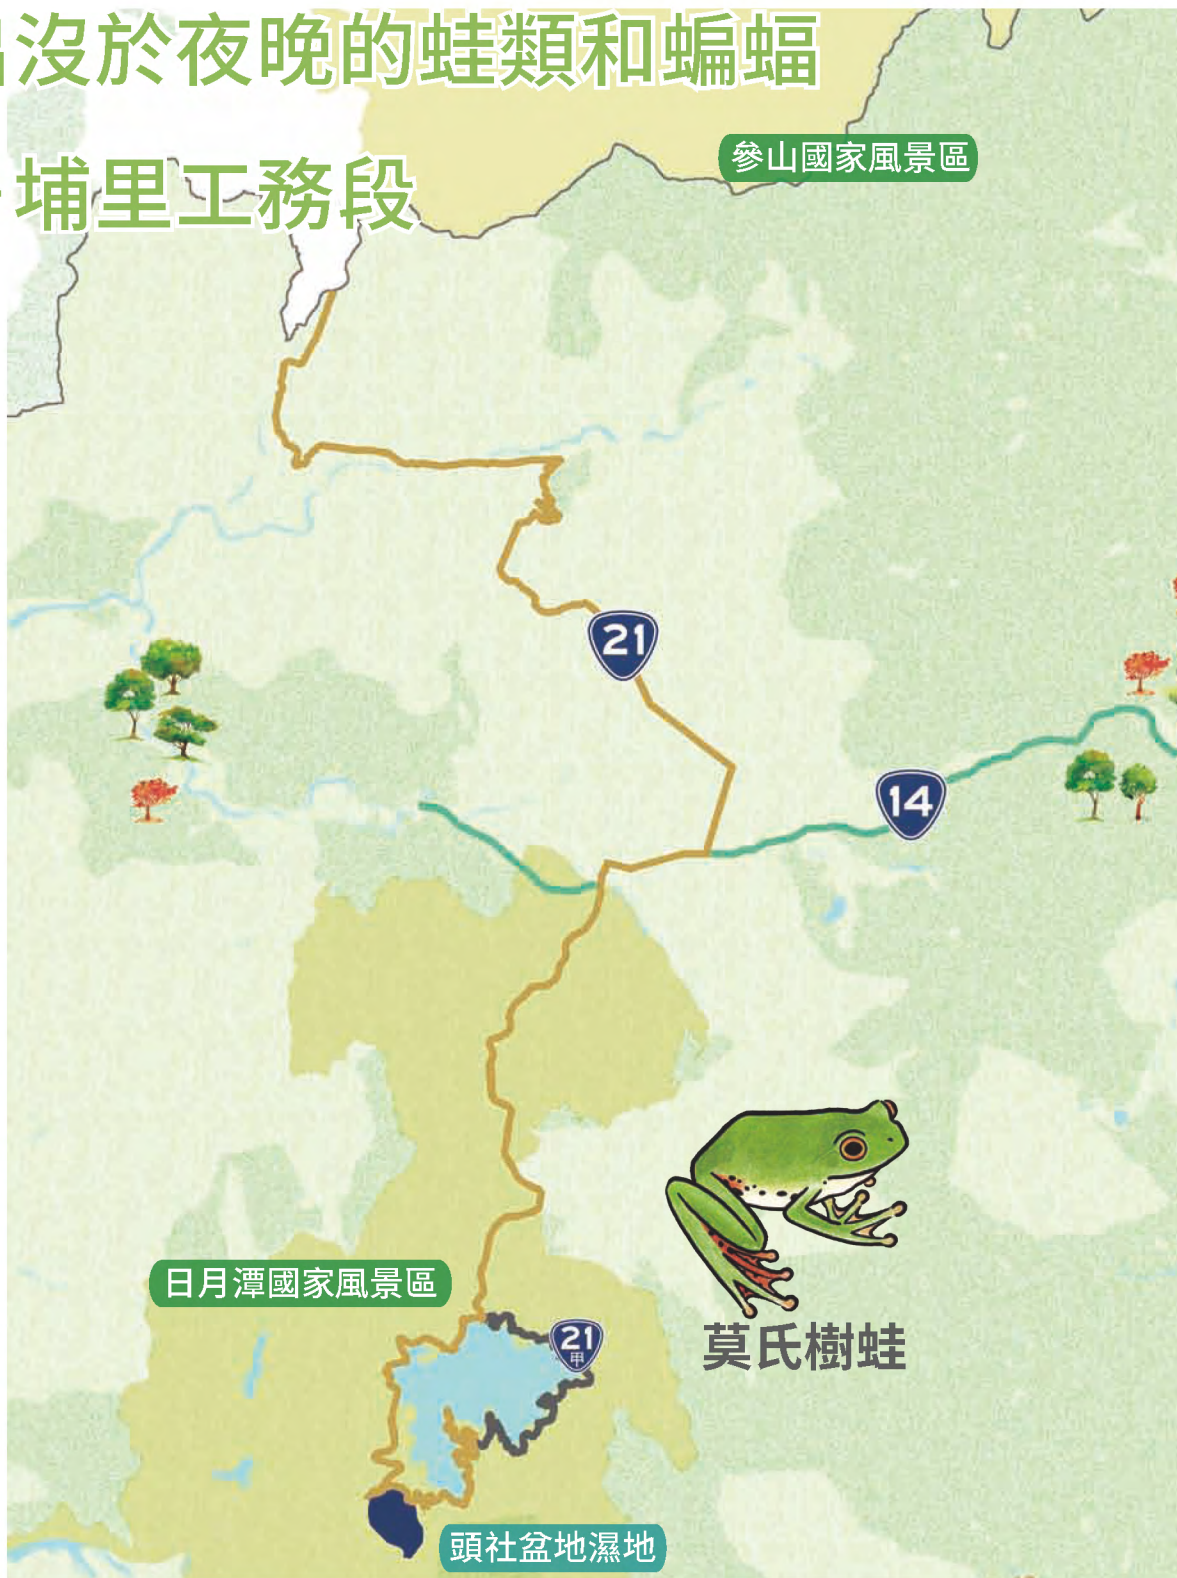 沒於夜晚的蛙類和蝙蝠
埔里工務段
參山國家風景區
21
14
日月潭國家風景區
21
甲
莫氏樹蛙
頭社盆地濕地